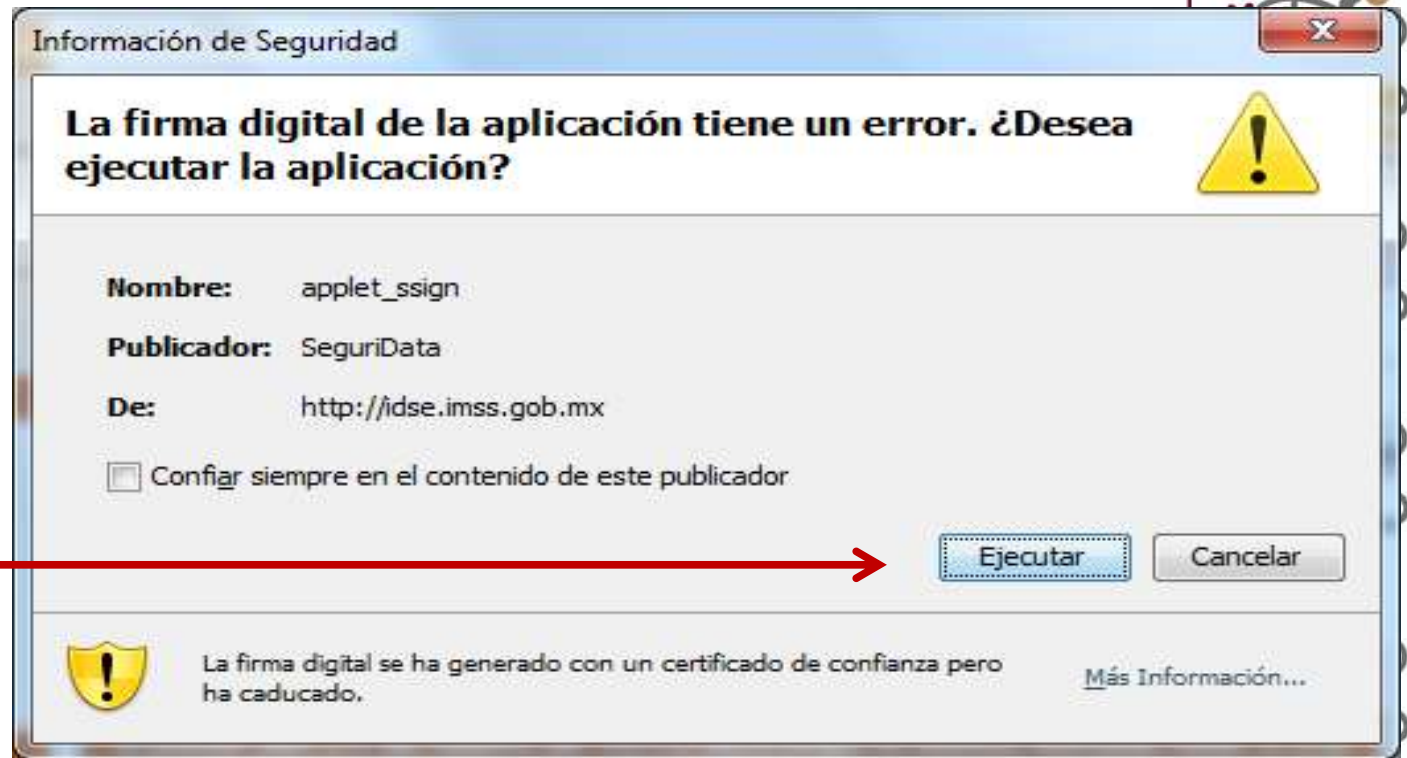 Información de Seguridad
La firma digital de la aplicación tiene un error. ¿Desea
ejecutar la aplicación?
Nombre: applet_ssign
Publicador: SeguriData
De: http://idse.imss.gob.mx
Confiar siempre en el contenido de este publicador
Ejecutar Cancelar
La firma digital se ha generado con un certificado de confianza pero
ha caducado.
Más Información...